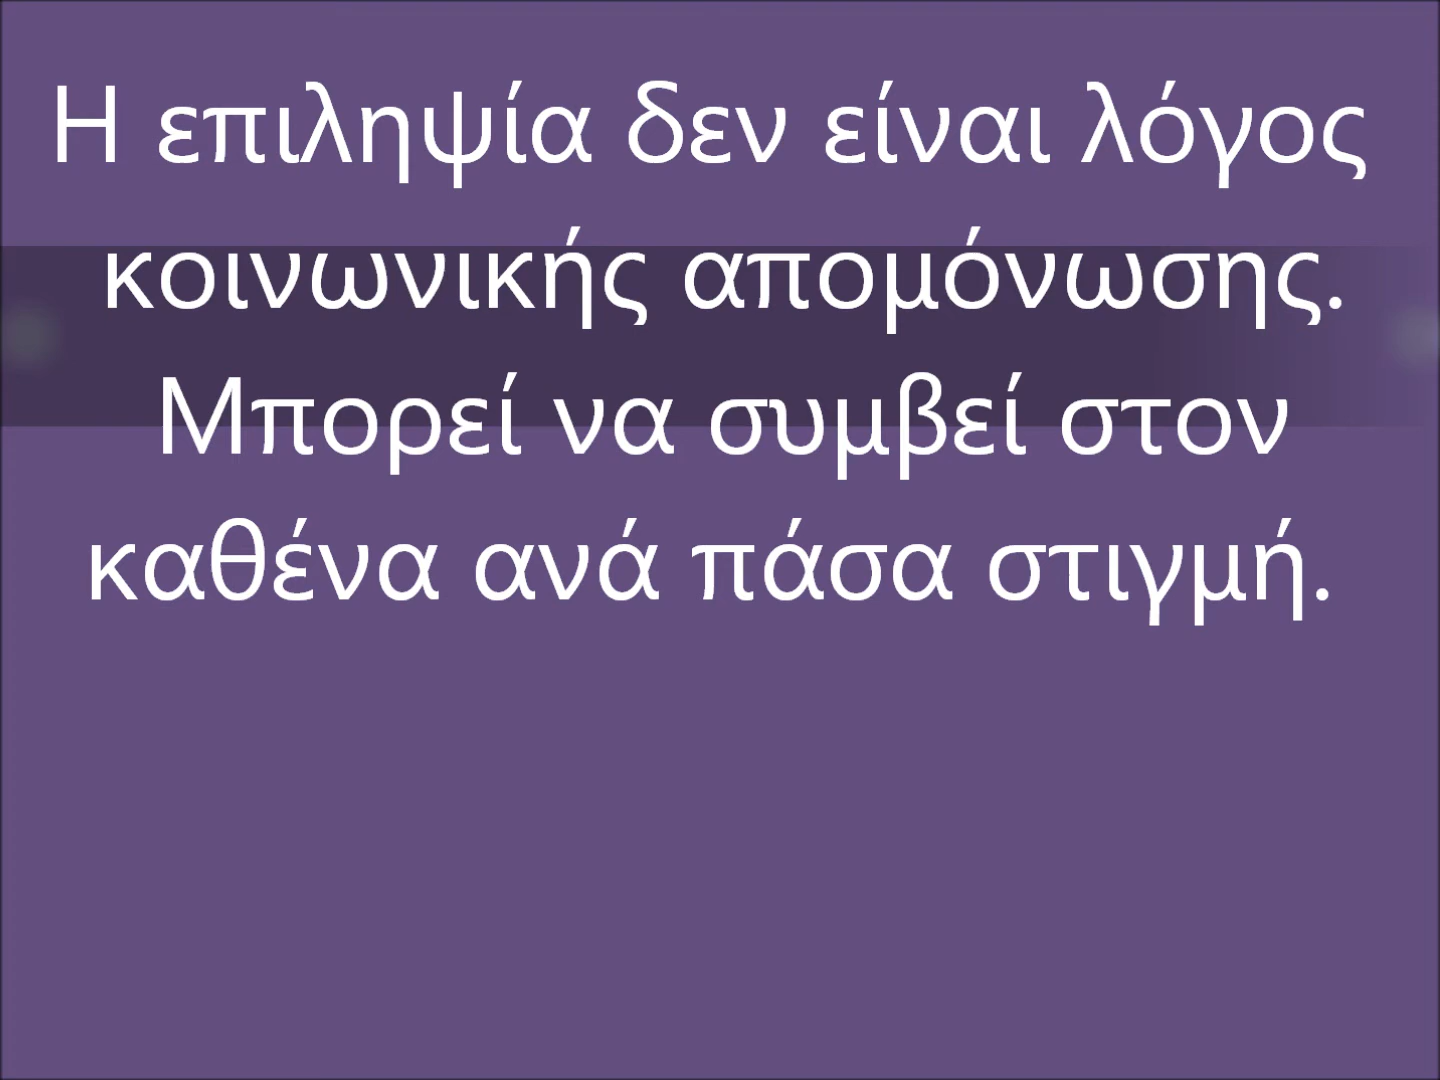 Η επιληψία δεν είναι λόγος
κοινωνικής απομόνωσης.
Μπορεί να συμβεί στον
καθένα ανά πάσα στιγμή.